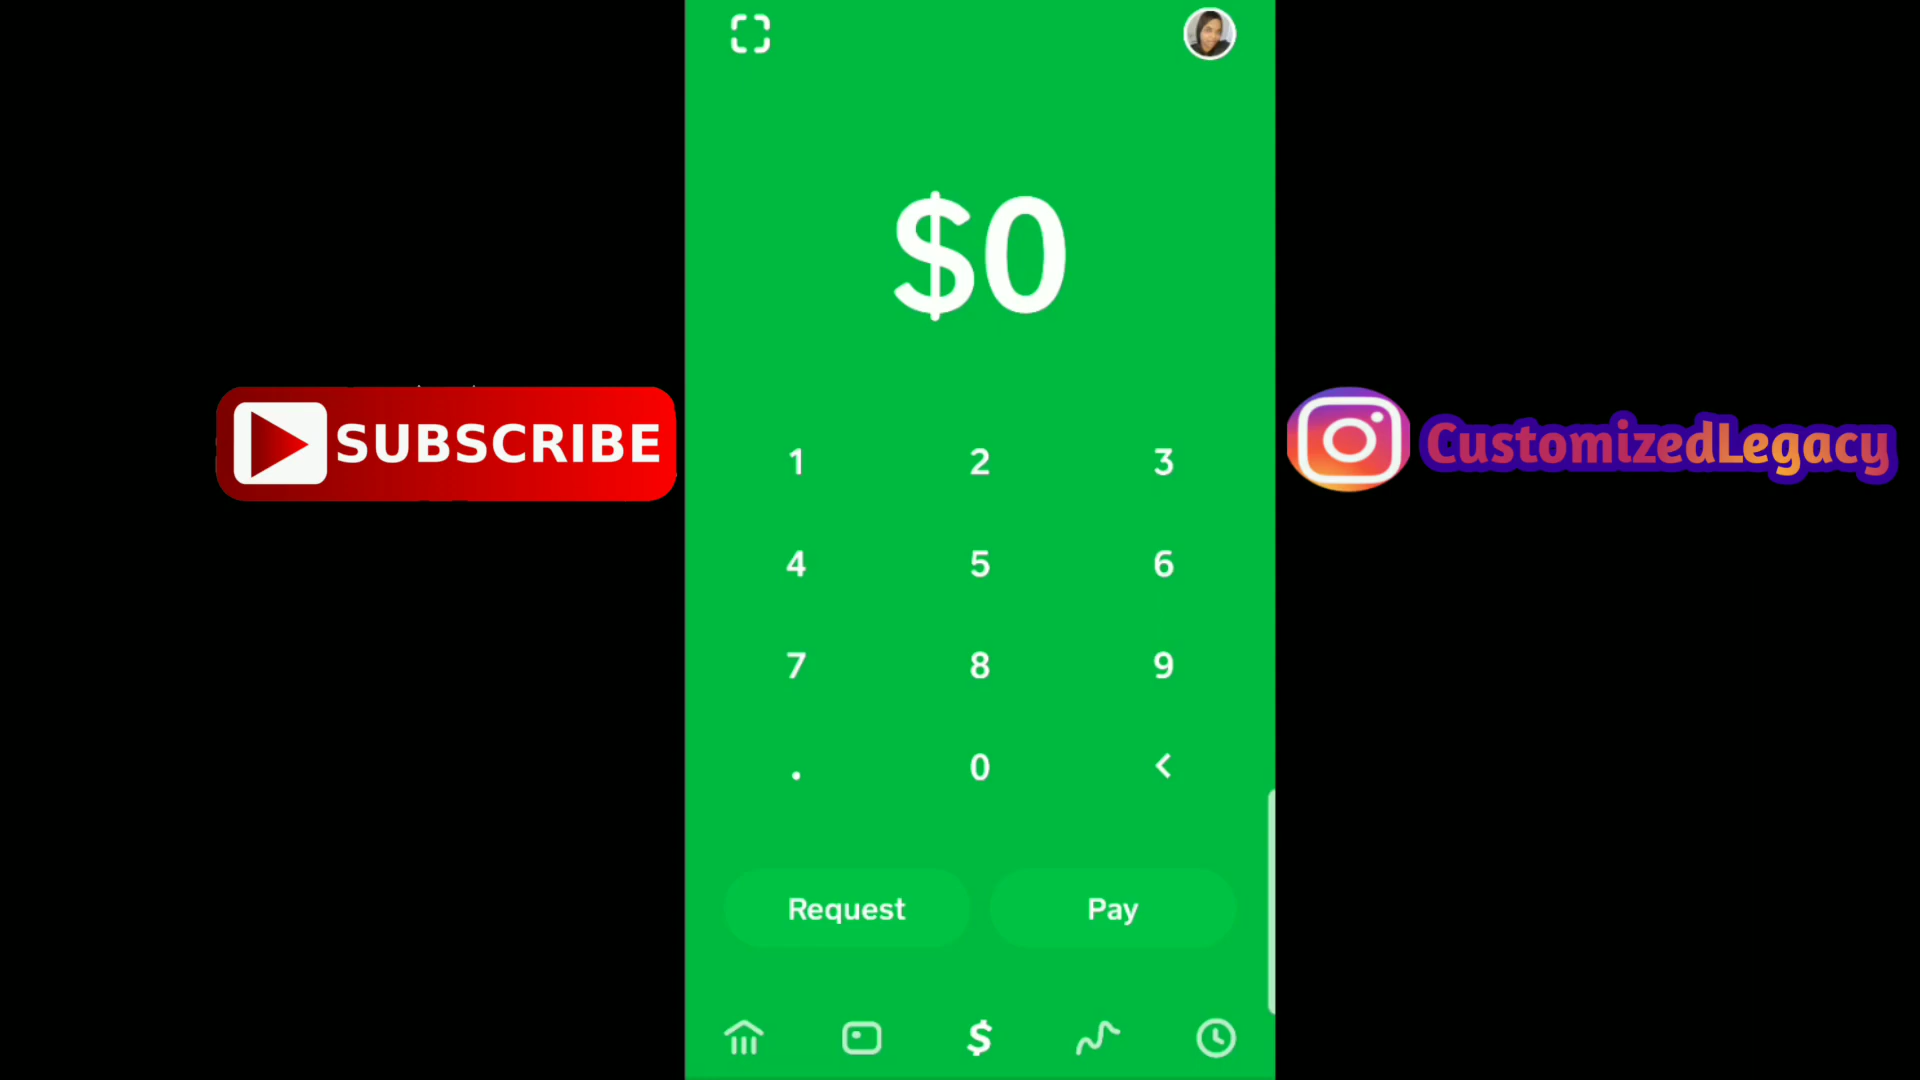 $0
SUBSCRIBE
CustomizedLegacy
1 2 3
4 5 6
7 8 9
. 0 <
Request Pay
$